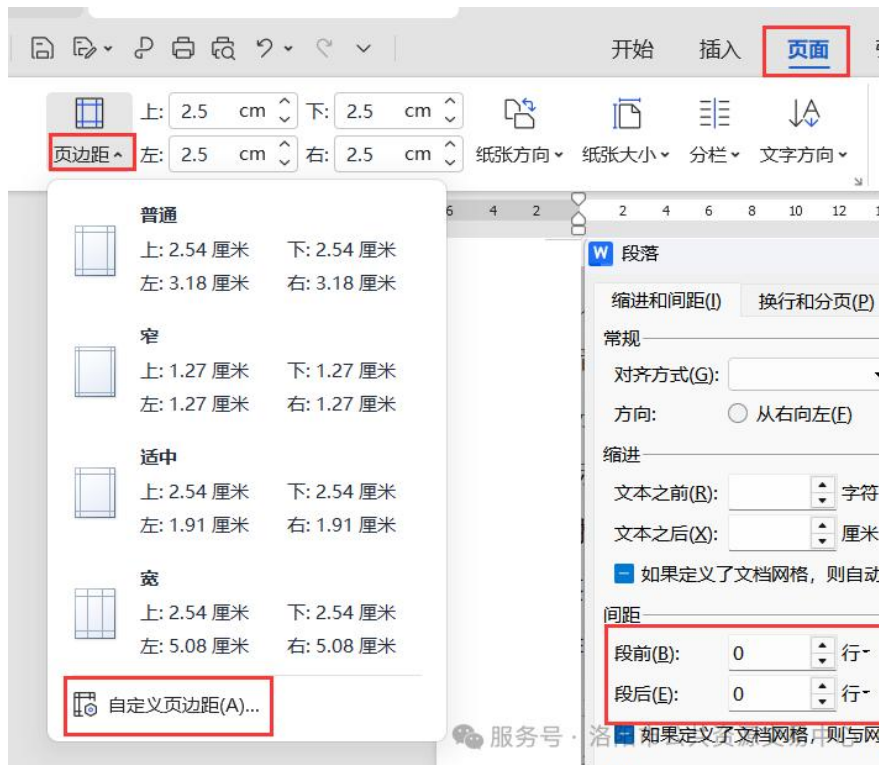 开始 插入 页面
上: 2.5 cm 下: 2.5 cm
页边距 左: 2.5 cm 右: 2.5 cm 纸张方向 纸张大小 分栏 文字方向
普通
上: 2.54 厘米 下: 2.54 厘米
左: 3.18 厘米 右: 3.18 厘米
窄
上: 1.27 厘米 下: 1.27 厘米
左: 1.27 厘米 右: 1.27 厘米
适中
上: 2.54 厘米 下: 2.54 厘米
左: 1.91 厘米 右: 1.91 厘米
宽
上: 2.54 厘米 下: 2.54 厘米
左: 5.08 厘米 右: 5.08 厘米
自定义页边距(A)...
6 4 2 2 4 6 8 10 12
W 段落
缩进和间距(I) 换行和分页(P)
常规
对齐方式(G):
方向: 从右向左(F)
缩进
文本之前(R): 字符
文本之后(X): 厘米
如果定义了文档网格，则自动
间距
段前(B): 0 行
段后(E): 0 行
如果定义了文档网格，则与网
服务号 · 洛阳市公共资源交易中心